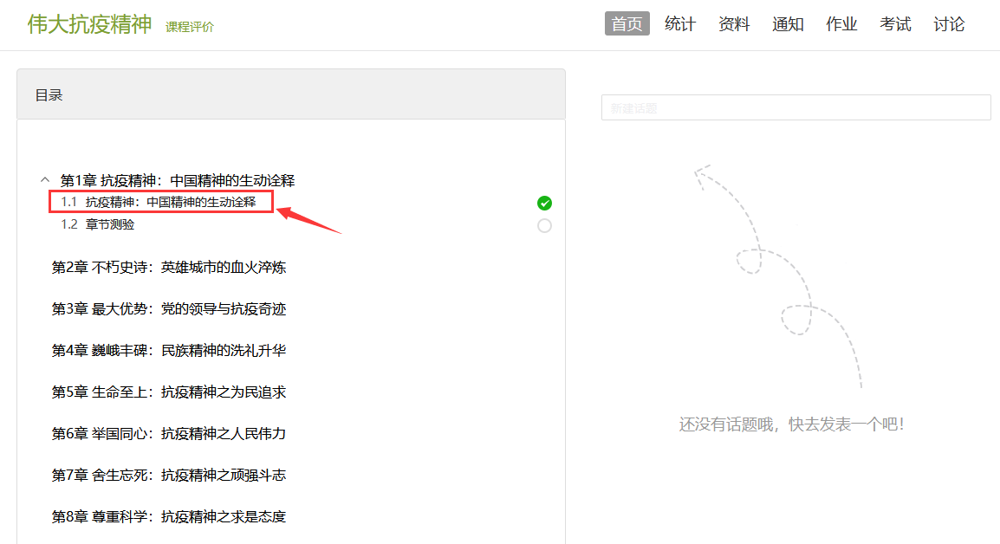 伟大抗疫精神 课程评价
首页 统计 资料 通知 作业 考试 讨论
目录
新建话题
第1章 抗疫精神：中国精神的生动诠释
1.1 抗疫精神：中国精神的生动诠释
1.2 章节测验
第2章 不朽史诗：英雄城市的血火淬炼
第3章 最大优势：党的领导与抗疫奇迹
第4章 巍峨丰碑：民族精神的洗礼升华
第5章 生命至上：抗疫精神之为民追求
第6章 举国同心：抗疫精神之人民伟力
第7章 舍生忘死：抗疫精神之顽强斗志
第8章 尊重科学：抗疫精神之求是态度
还没有话题哦，快去发表一个吧！